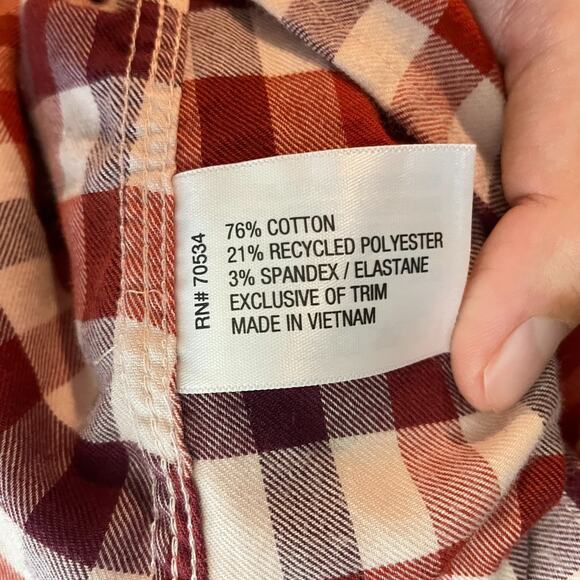 RN# 70534
76% COTTON
21% RECYCLED POLYESTER
3% SPANDEX / ELASTANE
EXCLUSIVE OF TRIM
MADE IN VIETNAM